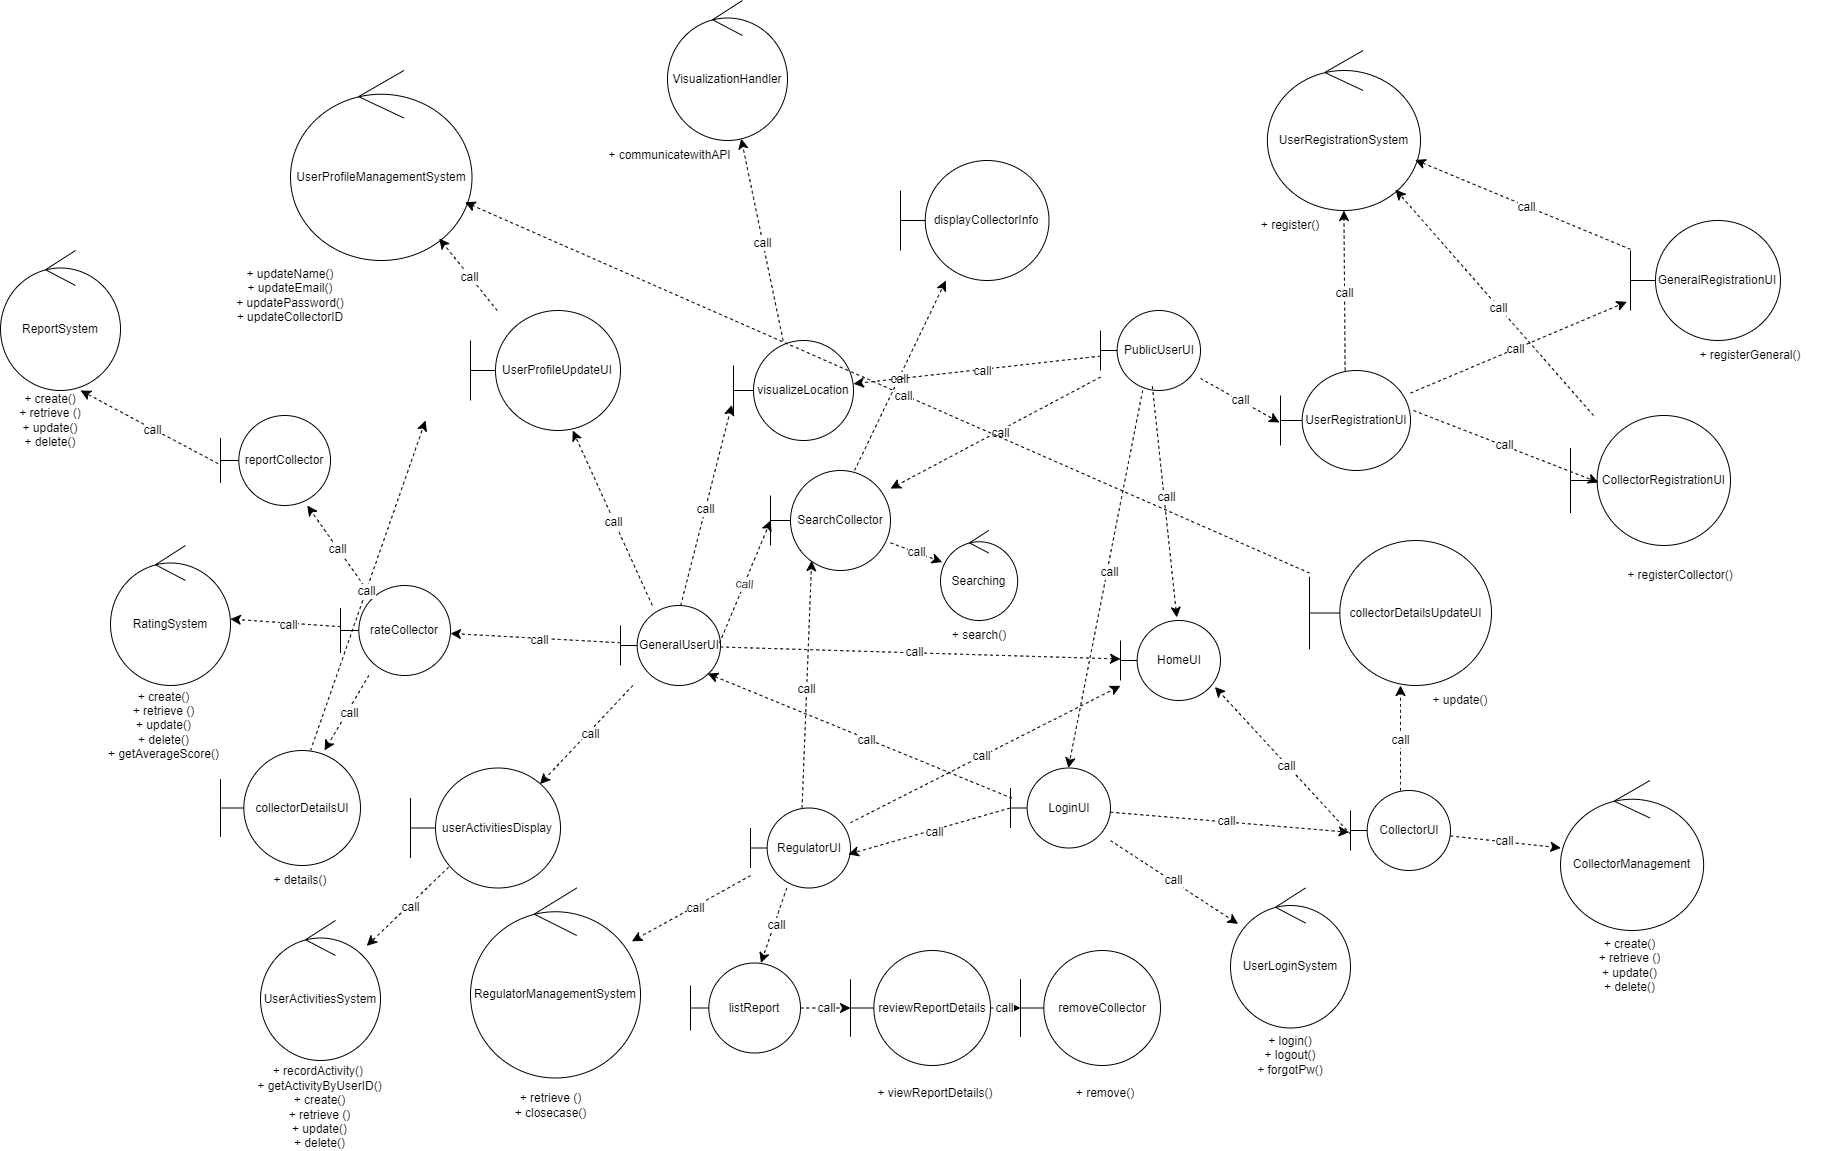 VisualizationHandler
+ communicatewithAPI
UserRegistrationSystem
+ register()
UserProfileManagementSystem
+ updateName()
+ updateEmail()
+ updatePassword()
+ updateCollectorID
displayCollectorInfo
call
call
call
call
call
GeneralRegistrationUI
+ registerGeneral()
ReportSystem
+ create()
+ retrieve ()
+ update()
+ delete()
call
UserProfileUpdateUI
visualizeLocation
PublicUserUI
call
call
call
call
call
UserRegistrationUI
call
call
call
reportCollector
call
CollectorRegistrationUI
+ registerCollector()
SearchCollector
call
call
call
call
Searching
+ search()
call
call
call
call
RatingSystem
+ create()
+ retrieve ()
+ update()
+ delete()
+ getAverageScore()
call
rateCollector
call
GeneralUserUI
call
HomeUI
collectorDetailsUpdateUI
+ update()
call
call
call
call
call
call
call
call
collectorDetailsUI
+ details()
userActivitiesDisplay
RegulatorUI
call
LoginUI
call
CollectorUI
call
CollectorManagement
+ create()
+ retrieve ()
+ update()
+ delete()
call
call
call
call
UserActivitiesSystem
+ recordActivity()
+ getActivityByUserID()
+ create()
+ retrieve ()
+ update()
+ delete()
RegulatorManagementSystem
+ retrieve ()
+ closecase()
listReport
call
reviewReportDetails
+ viewReportDetails()
call
removeCollector
+ remove()
UserLoginSystem
+ login()
+ logout()
+ forgotPw()